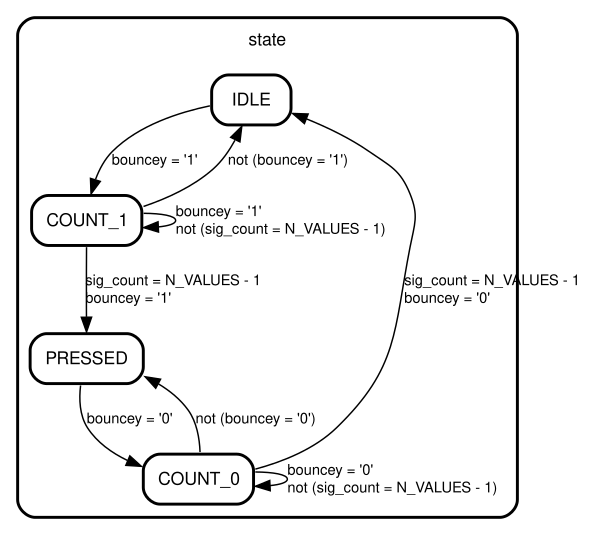 state
IDLE
bouncey = '1'
not (bouncey = '1')
COUNT_1
bouncey = '1'
not (sig_count = N_VALUES - 1)
sig_count = N_VALUES - 1
bouncey = '1'
sig_count = N_VALUES - 1
bouncey = '0'
PRESSED
bouncey = '0'
not (bouncey = '0')
COUNT_0
bouncey = '0'
not (sig_count = N_VALUES - 1)